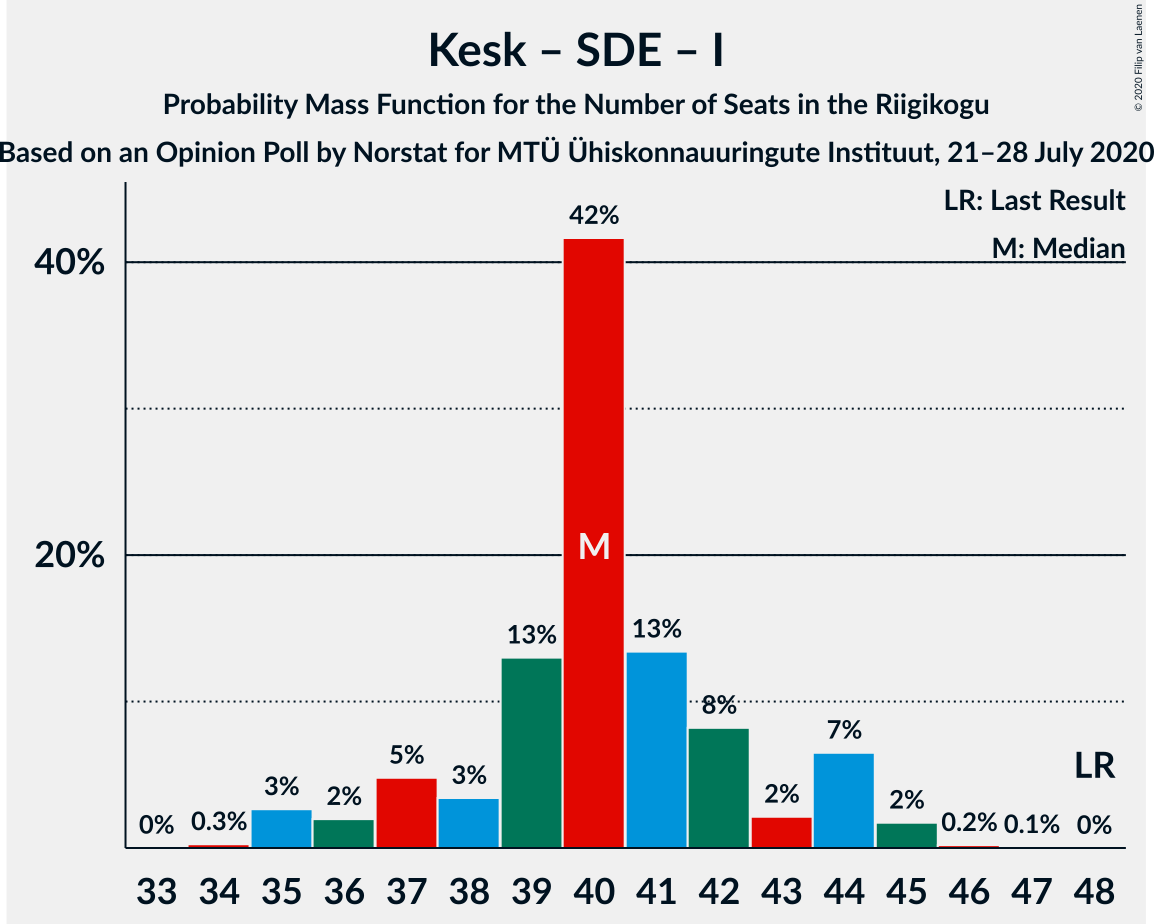 Kesk – SDE – I
Probability Mass Function for the Number of Seats in the Riigikogu
Based on an Opinion Poll by Norstat for MTÜ Ühiskonnauuringute Instituut, 21–28 July 2020
© 2020 Filip van Laenen
LR: Last Result
M: Median
42%
40%
M
20%
13%
13%
8%
7%
5%
3%
3%
2%
2%
2%
LR
0%
0.3%
0.2%
0.1%
0%
33 34 35 36 37 38 39 40 41 42 43 44 45 46 47 48